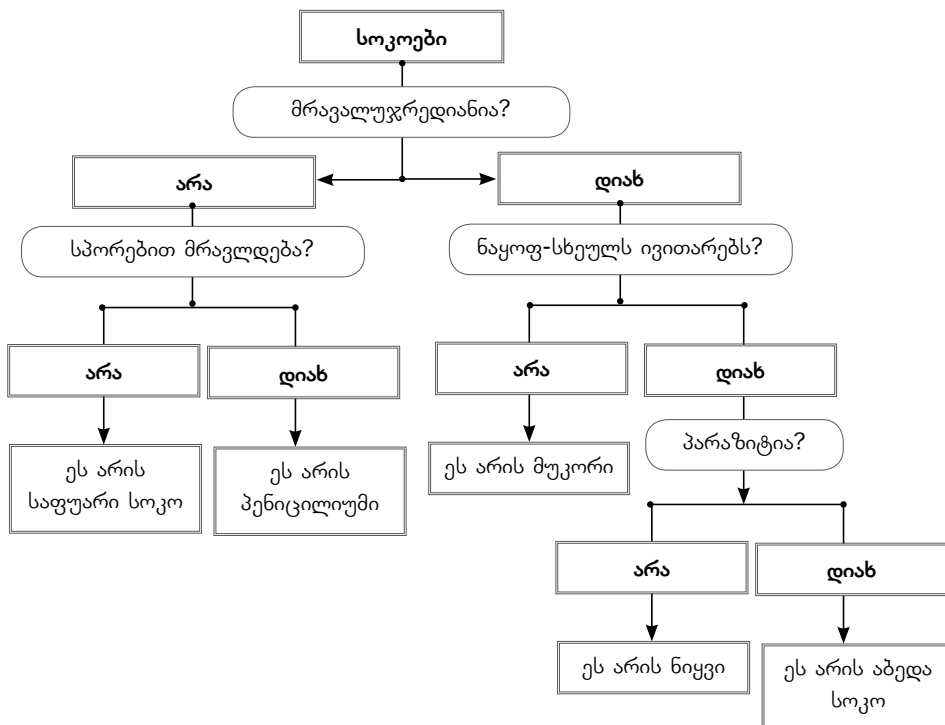 სოკოები
მრავალუჯრედიანია?
არა
დიახ
სპორებით მრავლდება?
ნაყოფ-სხეულს ივითარებს?
არა
დიახ
არა
დიახ
ეს არის
საფუარი სოკო
ეს არის
პენიცილიუმი
ეს არის მუკორი
პარაზიტია?
არა
დიახ
ეს არის ნიყვი
ეს არის აბედა
სოკო